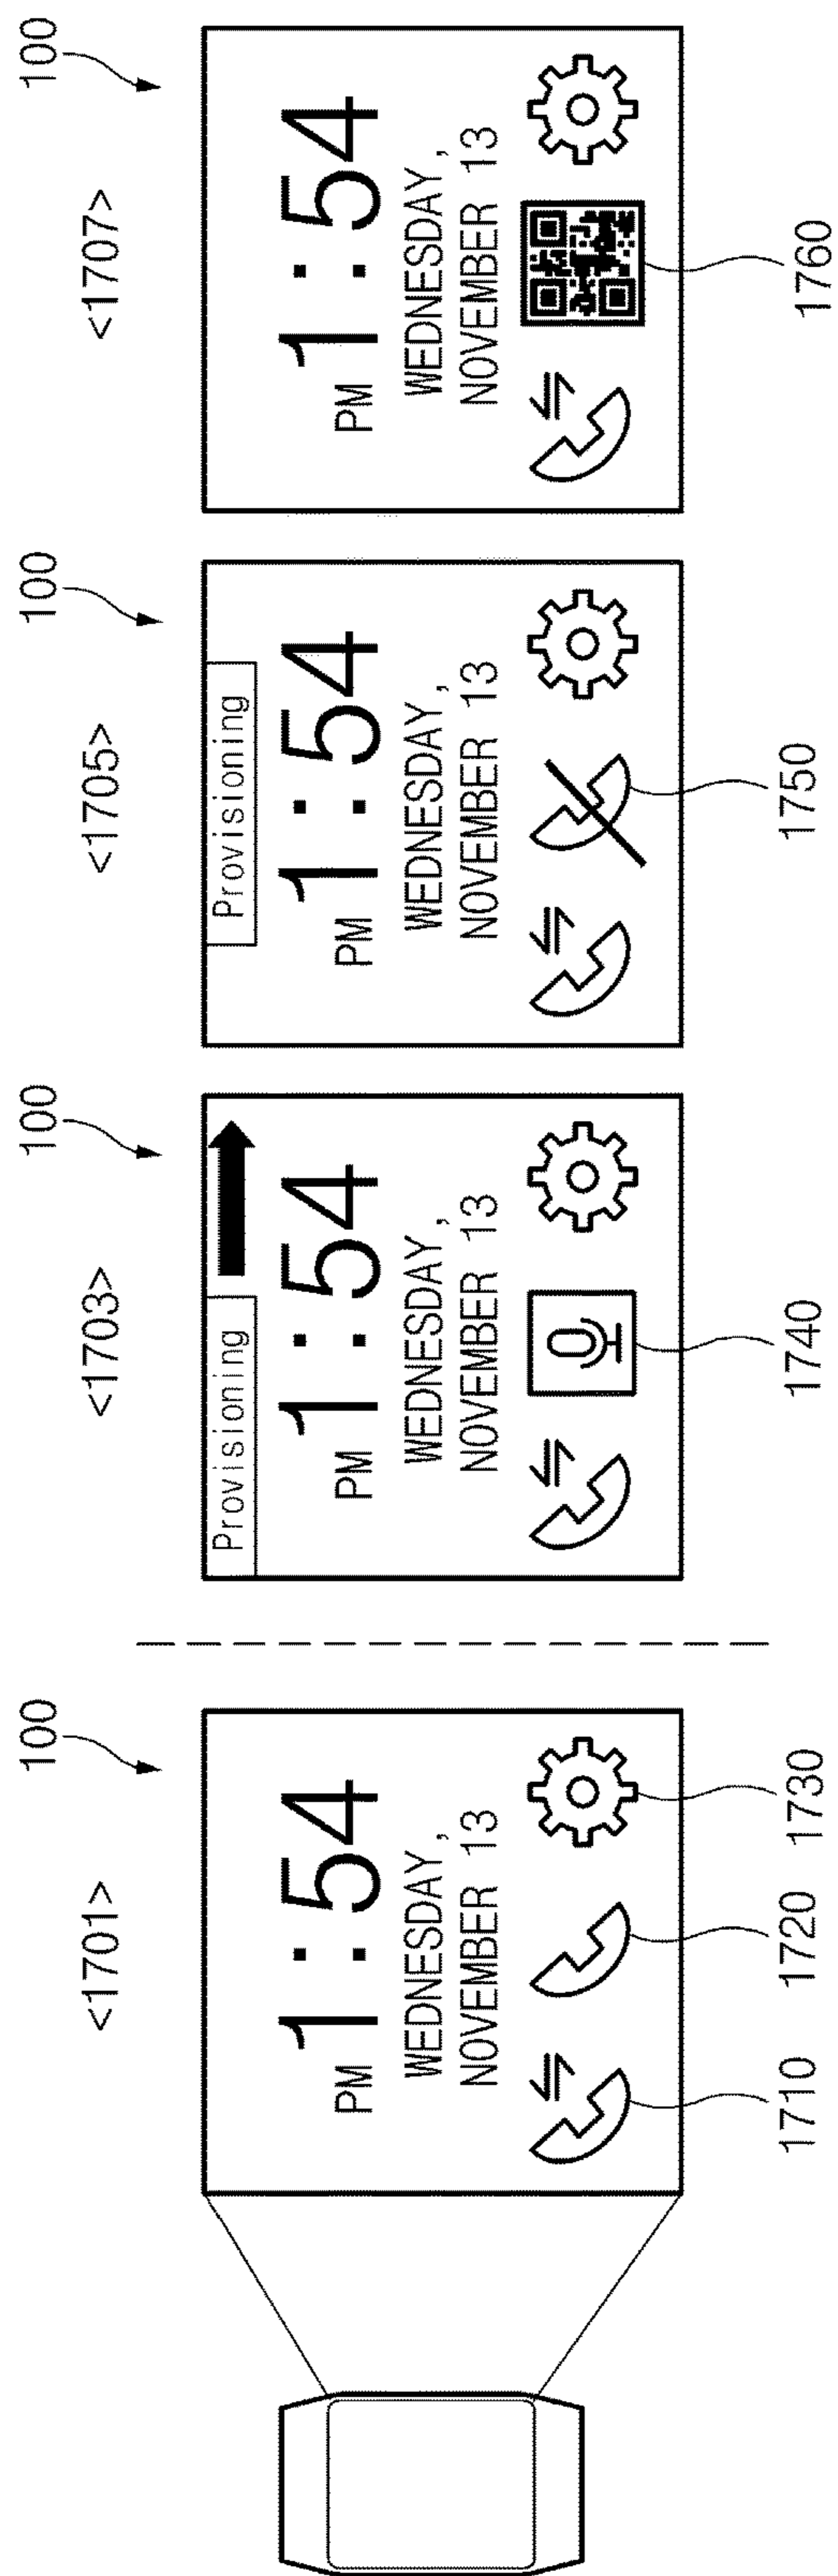 <1701>
100
PM 1:54
WEDNESDAY,
NOVEMBER 13
1710
1720
1730
<1703>
100
Provisioning
PM 1:54
WEDNESDAY,
NOVEMBER 13
1740
<1705>
100
Provisioning
PM 1:54
WEDNESDAY,
NOVEMBER 13
1750
<1707>
100
PM 1:54
WEDNESDAY,
NOVEMBER 13
1760